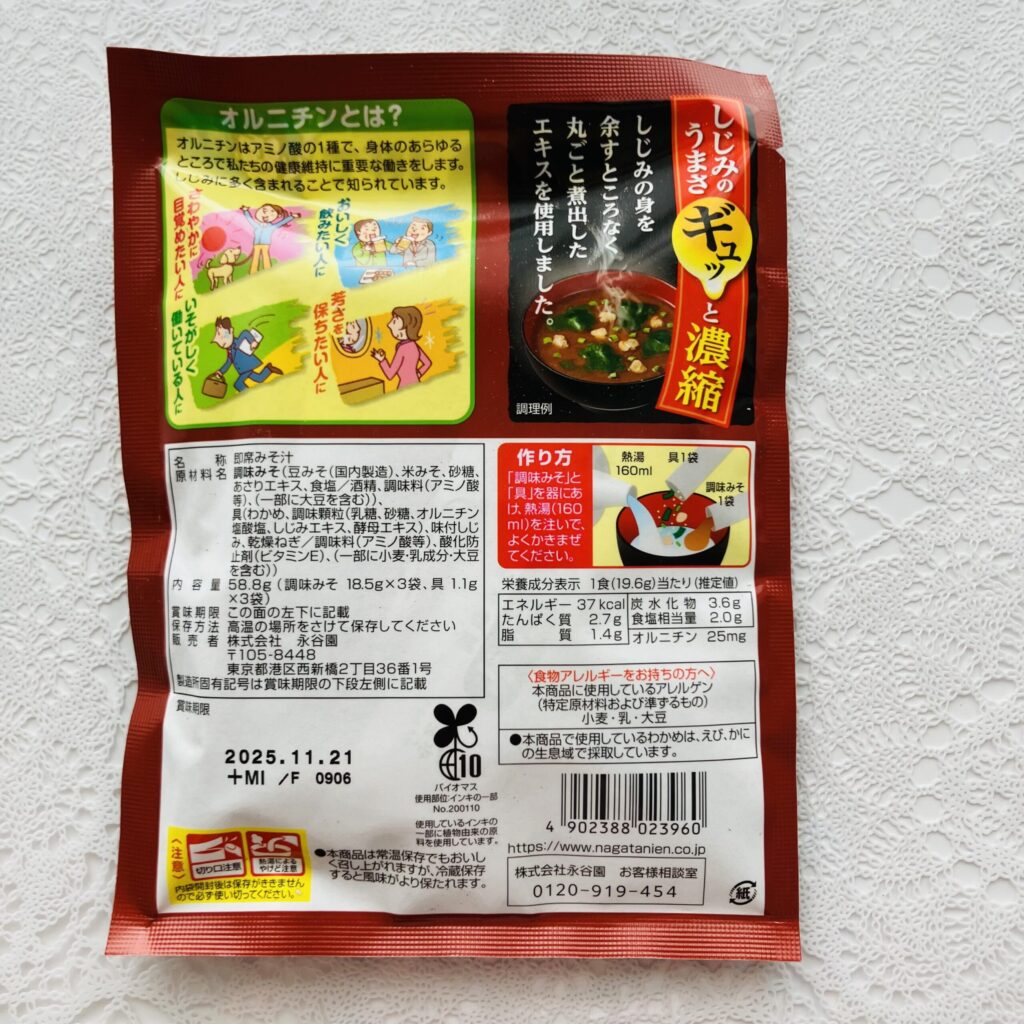 オルニチンとは?
オルニチンはアミノ酸の1種で、身体のあらゆる
ところで私たちの健康維持に重要な働きをします。
しじみに多く含まれることで知られています。
さわやかに
目覚めたい人に
おいしく
飲みたい人に
いそがしく
働いている人に
若さを
保ちたい人に
しじみの
うまさ
ギュッと濃縮
しじみの身を
余すところなく
丸ごと煮出した
エキスを使用しました。
調理例
名称 即席みそ汁
原材料名 調味みそ(豆みそ(国内製造)、米みそ、砂糖、
あさりエキス、食塩/酒精、調味料(アミノ酸
等)、(一部に大豆を含む))、
具(わかめ、調味顆粒(乳糖、砂糖、オルニチン
塩酸塩、しじみエキス、酵母エキス)、味付しじ
み、乾燥ねぎ/調味料(アミノ酸等)、酸化防
止剤(ビタミンE)、(一部に小麦・乳成分・大豆
を含む))
内容量 58.8g(調味みそ 18.5g×3袋、具 1.1g
×3袋)
賞味期限 この面の左下に記載
保存方法 高温の場所をさけて保存してください
販売者 株式会社 永谷園
〒105-8448
東京都港区西新橋2丁目36番1号
製造所固有記号は賞味期限の下段左側に記載
賞味期限
2025.11.21
+MI /F 0906
10
バイオマス
使用部位:インキの一部
No.200110
使用しているインキの
一部に植物由来の原
料を使用しています。
<注意>
切り口注意
熱湯による
やけど注意
内袋開封後は保存がききません
ので必ず使い切ってください。
●本商品は常温保存でもおいし
く召し上がれますが、冷蔵保存
すると風味がより保たれます。
作り方
「調味みそ」と
「具」を器にあ
け、熱湯(160
ml)を注いで、
よくかきまぜ
てください。
熱湯
160ml
具1袋
調味みそ
1袋
栄養成分表示 1食(19.6g)当たり(推定値)
エネルギー 37kcal 炭水化物 3.6g
たんぱく質 2.7g 食塩相当量 2.0g
脂質 1.4g オルニチン 25mg
〈食物アレルギーをお持ちの方へ〉
本商品に使用しているアレルゲン
(特定原材料および準ずるもの)
小麦・乳・大豆
●本商品で使用しているわかめは、えび、かに
の生息域で採取しています。
4 902388 023960
https://www.nagatanien.co.jp
株式会社永谷園 お客様相談室
0120-919-454
紙